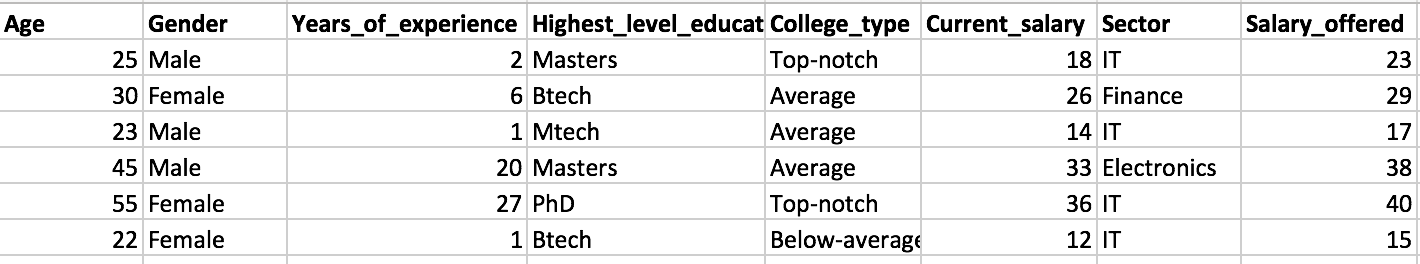 Age Gender Years_of_experience Highest_level_educat College_type Current_salary Sector Salary_offered
25 Male 2 Masters Top-notch 18 IT 23
30 Female 6 Btech Average 26 Finance 29
23 Male 1 Mtech Average 14 IT 17
45 Male 20 Masters Average 33 Electronics 38
55 Female 27 PhD Top-notch 36 IT 40
22 Female 1 Btech Below-average 12 IT 15